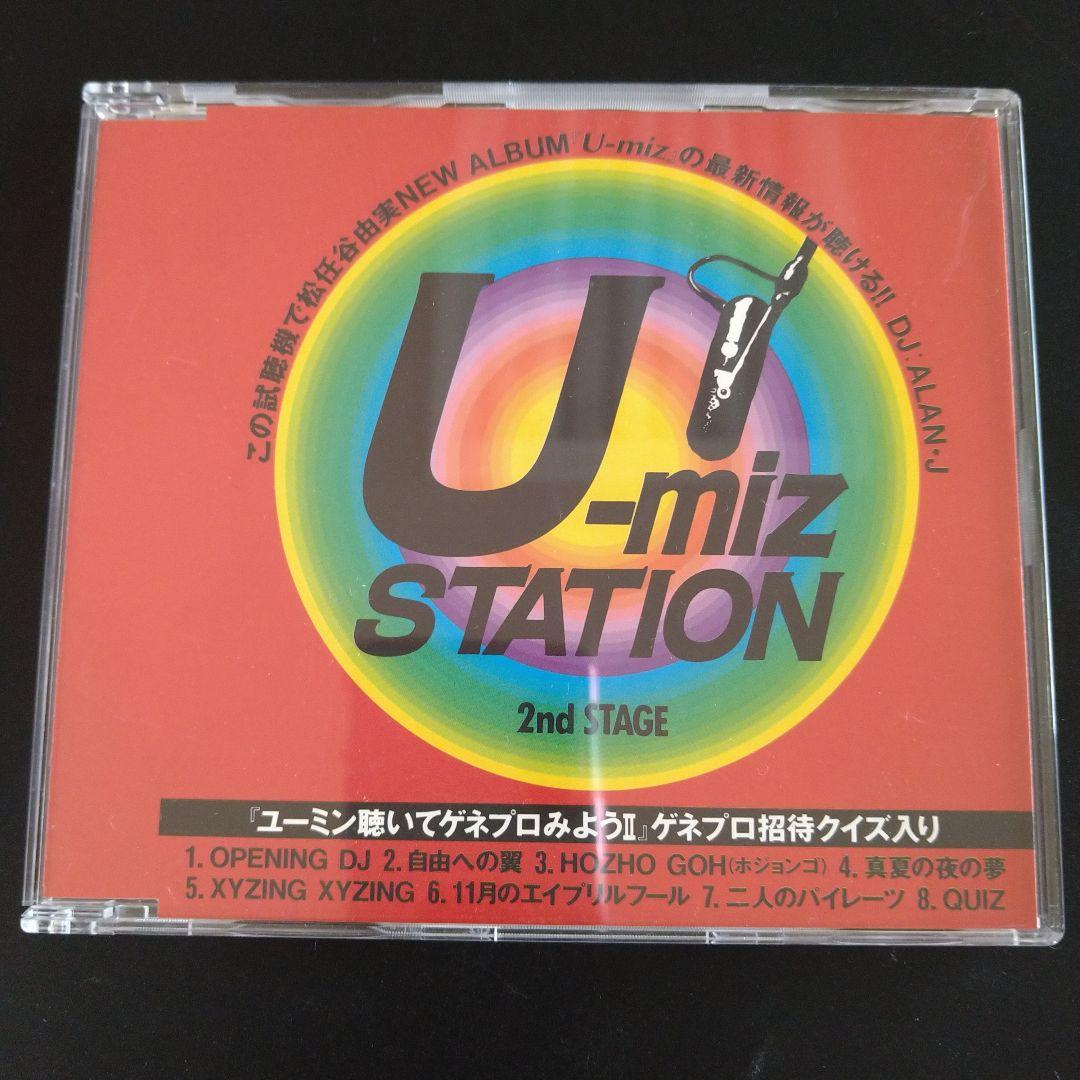 この試聴機で松任谷由実NEW ALBUM『U-miz』の最新情報が聴ける!! DJ:ALAN・J
U-miz
STATION
2nd STAGE
『ユーミン聴いてゲネプロみようⅡ』ゲネプロ招待クイズ入り
1. OPENING DJ 2. 自由への翼 3. HOZHO GOH(ホジョンゴ) 4. 真夏の夜の夢
5. XYZING XYZING 6. 11月のエイプリルフール 7. 二人のパイレーツ 8. QUIZ